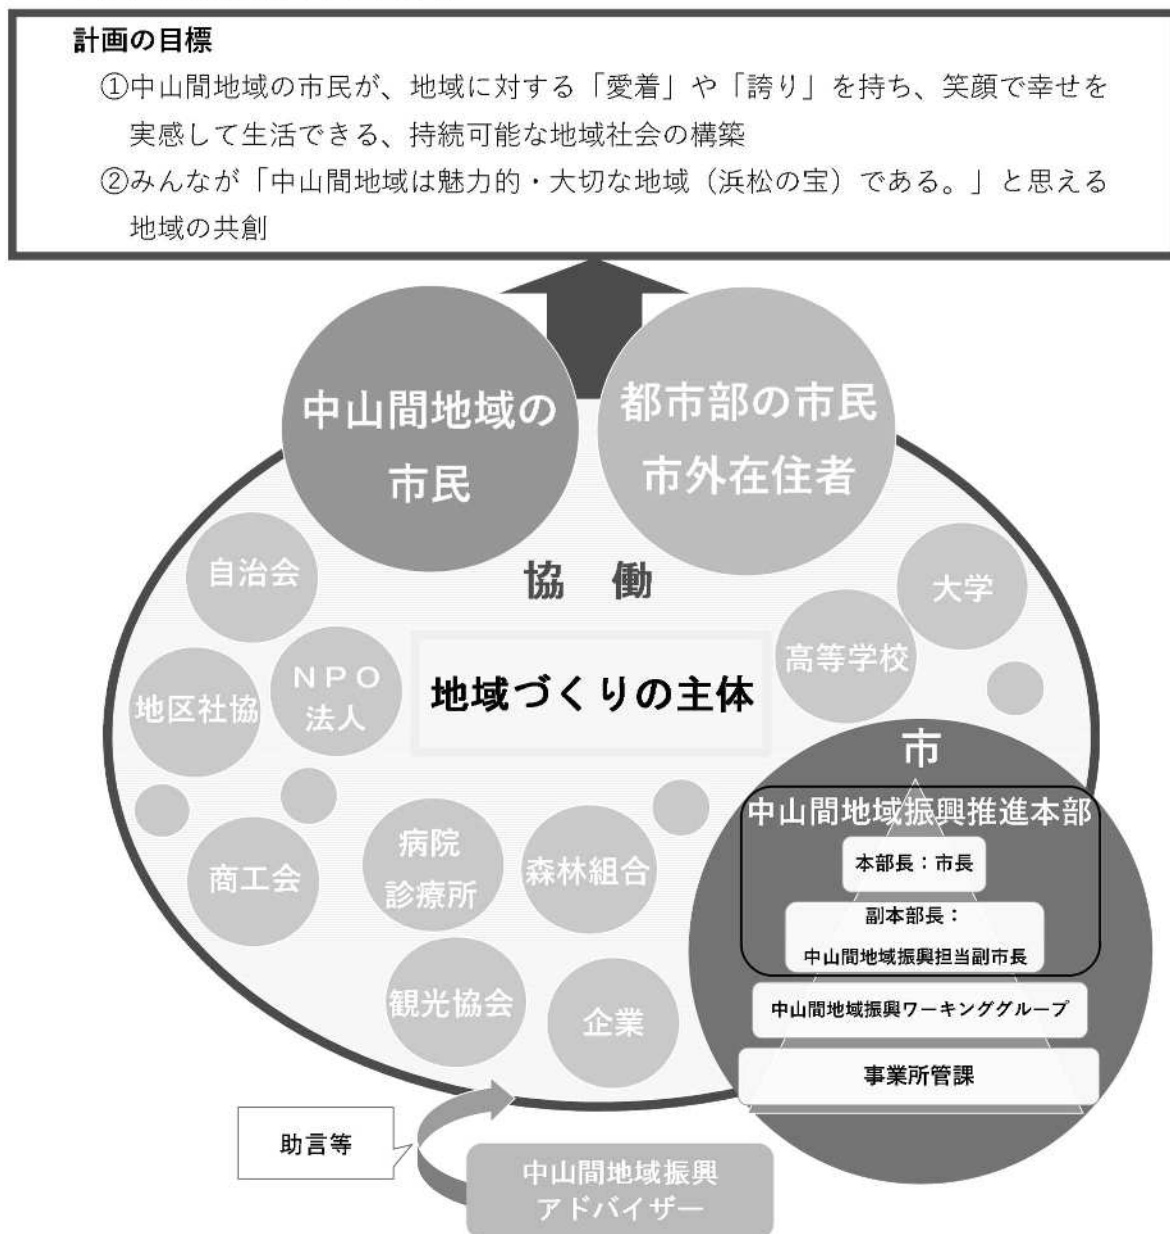 計画の目標
①中山間地域の市民が、地域に対する「愛着」や「誇り」を持ち、笑顔で幸せを
実感して生活できる、持続可能な地域社会の構築
②みんなが「中山間地域は魅力的・大切な地域（浜松の宝）である。」と思える
地域の共創
中山間地域の
市民
都市部の市民
市外在住者
協　働
地域づくりの主体
自治会
地区社協
ＮＰＯ
法人
大学
高等学校
商工会
病院
診療所
森林組合
観光協会
企業
市
中山間地域振興推進本部
本部長：市長
副本部長：
中山間地域振興担当副市長
中山間地域振興ワーキンググループ
事業所管課
助言等
中山間地域振興
アドバイザー